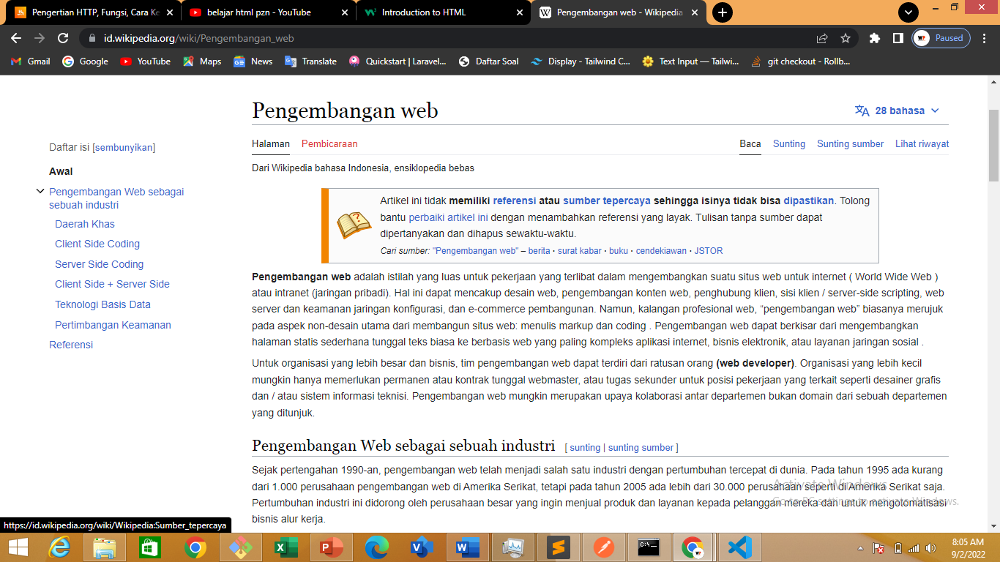 Pengertian HTTP, Fungsi, Cara Ke
belajar html pzn - YouTube
Introduction to HTML
Pengembangan web - Wikipedia
id.wikipedia.org/wiki/Pengembangan_web
Paused
Gmail
Google
YouTube
Maps
News
Translate
Quickstart | Laravel...
Daftar Soal
Display - Tailwind C...
Text Input — Tailwi...
git checkout - Rollb...
Pengembangan web
28 bahasa
Daftar isi [sembunyikan]
Awal
Pengembangan Web sebagai
sebuah industri
Daerah Khas
Client Side Coding
Server Side Coding
Client Side + Server Side
Teknologi Basis Data
Pertimbangan Keamanan
Referensi
Halaman Pembicaraan
Baca Sunting Sunting sumber Lihat riwayat
Dari Wikipedia bahasa Indonesia, ensiklopedia bebas
Artikel ini tidak memiliki referensi atau sumber tepercaya sehingga isinya tidak bisa dipastikan. Tolong
bantu perbaiki artikel ini dengan menambahkan referensi yang layak. Tulisan tanpa sumber dapat
dipertanyakan dan dihapus sewaktu-waktu.
Cari sumber: "Pengembangan web" – berita · surat kabar · buku · cendekiawan · JSTOR
Pengembangan web adalah istilah yang luas untuk pekerjaan yang terlibat dalam mengembangkan suatu situs web untuk internet ( World Wide Web )
atau intranet (jaringan pribadi). Hal ini dapat mencakup desain web, pengembangan konten web, penghubung klien, sisi klien / server-side scripting, web
server dan keamanan jaringan konfigurasi, dan e-commerce pembangunan. Namun, kalangan profesional web, “pengembangan web” biasanya merujuk
pada aspek non-desain utama dari membangun situs web: menulis markup dan coding . Pengembangan web dapat berkisar dari mengembangkan
halaman statis sederhana tunggal teks biasa ke berbasis web yang paling kompleks aplikasi internet, bisnis elektronik, atau layanan jaringan sosial .
Untuk organisasi yang lebih besar dan bisnis, tim pengembangan web dapat terdiri dari ratusan orang (web developer). Organisasi yang lebih kecil
mungkin hanya memerlukan permanen atau kontrak tunggal webmaster, atau tugas sekunder untuk posisi pekerjaan yang terkait seperti desainer grafis
dan / atau sistem informasi teknisi. Pengembangan web mungkin merupakan upaya kolaborasi antar departemen bukan domain dari sebuah departemen
yang ditunjuk.
Pengembangan Web sebagai sebuah industri [ sunting | sunting sumber ]
Sejak pertengahan 1990-an, pengembangan web telah menjadi salah satu industri dengan pertumbuhan tercepat di dunia. Pada tahun 1995 ada kurang
dari 1.000 perusahaan pengembangan web di Amerika Serikat, tetapi pada tahun 2005 ada lebih dari 30.000 perusahaan seperti di Amerika Serikat saja.
Pertumbuhan industri ini didorong oleh perusahaan besar yang ingin menjual produk dan layanan kepada pelanggan mereka dan untuk mengotomatisasi
bisnis alur kerja.
Activate Windows
Go to PC settings to activate Windows.
https://id.wikipedia.org/wiki/Wikipedia:Sumber_tepercaya
8:05 AM
9/2/2022